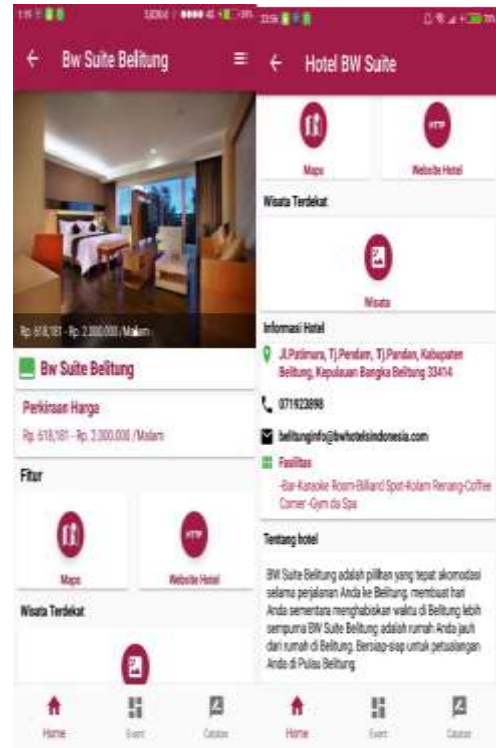 Bw Suite Belitung
Rp. 618,181 - Rp. 2.000.000 /Malam
Bw Suite Belitung
Perkiraan Harga
Rp. 618,181 - Rp. 2.000.000 /Malam
Fitur
Maps
Website Hotel
Wisata Terdekat
Home
Event
Catatan
Hotel BW Suite
HTTP
Maps
Website Hotel
Wisata Terdekat
Wisata
Informasi Hotel
Jl.Patimura, Tj.Pendam, Tj.Pandan, Kabupaten
Belitung, Kepulauan Bangka Belitung 33414
071923898
belitunginfo@bwhotelsindonesia.com
Fasilitas
-Bar-Karaoke Room-Billiard Spot-Kolam Renang-Coffee
Corner-Gym da Spa
Tentang hotel
BW Suite Belitung adalah pilihan yang tepat akomodasi
selama perjalanan Anda ke Belitung, membuat hari
Anda sementara menghabiskan waktu di Belitung lebih
sempurna BW Suite Belitung adalah rumah Anda jauh
dari rumah di Belitung. Bersiap-siap untuk petualangan
Anda di Pulau Belitung
Home
Event
Catatan